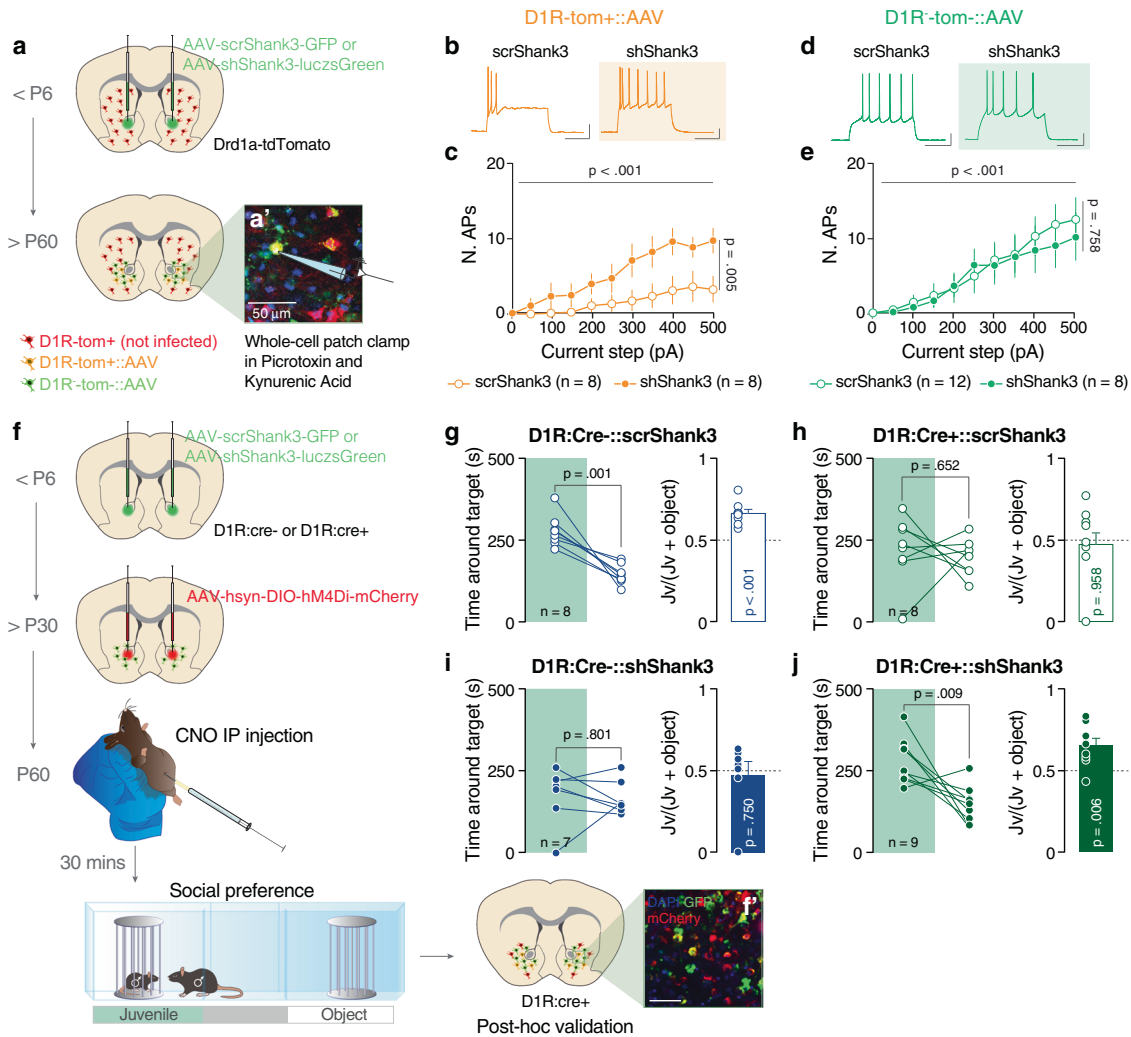 D1R-tom+::AAV
D1R⁻-tom-::AAV
a
AAV-scrShank3-GFP or
AAV-shShank3-luczsGreen
< P6
Drd1a-tdTomato
> P60
a'
50 µm
D1R-tom+ (not infected)
D1R-tom+::AAV
D1R⁻-tom-::AAV
Whole-cell patch clamp
in Picrotoxin and
Kynurenic Acid
b
scrShank3
shShank3
c
20
10
0
N. APs
p < .001
p = .005
0
100
200
300
400
500
Current step (pA)
scrShank3 (n = 8)
shShank3 (n = 8)
d
scrShank3
shShank3
e
20
10
0
N. APs
p < .001
p = .758
0
100
200
300
400
500
Current step (pA)
scrShank3 (n = 12)
shShank3 (n = 8)
f
AAV-scrShank3-GFP or
AAV-shShank3-luczsGreen
< P6
D1R:cre- or D1R:cre+
AAV-hsyn-DIO-hM4Di-mCherry
> P30
CNO IP injection
P60
30 mins
Social preference
Juvenile
Object
g
D1R:Cre-::scrShank3
Time around target (s)
500
250
0
p = .001
n = 8
Jv/(Jv + object)
1
0.5
0
p <.001
h
D1R:Cre+::scrShank3
Time around target (s)
500
250
0
p = .652
n = 8
Jv/(Jv + object)
1
0.5
0
p = .958
i
D1R:Cre-::shShank3
Time around target (s)
500
250
0
p = .801
n = 7
Jv/(Jv + object)
1
0.5
0
p = .750
j
D1R:Cre+::shShank3
Time around target (s)
500
250
0
p = .009
n = 9
Jv/(Jv + object)
1
0.5
0
p = .006
D1R:cre+
Post-hoc validation
f'
DAPI GFP
mCherry